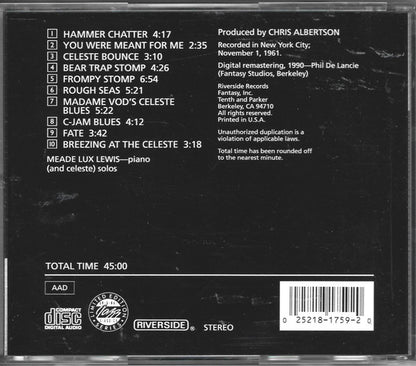 1 HAMMER CHATTER 4:17
2 YOU WERE MEANT FOR ME 2:35
3 CELESTE BOUNCE 3:10
4 BEAR TRAP STOMP 4:26
5 FROMPY STOMP 6:54
6 ROUGH SEAS 5:21
7 MADAME VOD'S CELESTE
BLUES 5:22
8 C-JAM BLUES 4:12
9 FATE 3:42
10 BREEZING AT THE CELESTE 3:18
MEADE LUX LEWIS—piano
(and celeste) solos
Produced by CHRIS ALBERTSON
Recorded in New York City;
November 1, 1961.
Digital remastering, 1990—Phil De Lancie
(Fantasy Studios, Berkeley)
Riverside Records
Fantasy, Inc.
Tenth and Parker
Berkeley, CA 94710
All rights reserved.
Printed in U.S.A.
Unauthorized duplication is a violation
of applicable laws.
Total time has been rounded off
to the nearest minute.
TOTAL TIME 45:00
AAD
COMPACT
disc
DIGITAL AUDIO
LIMITED EDITION
Jazz
SERIES
RIVERSIDE
STEREO
0 25218-1759-2 0